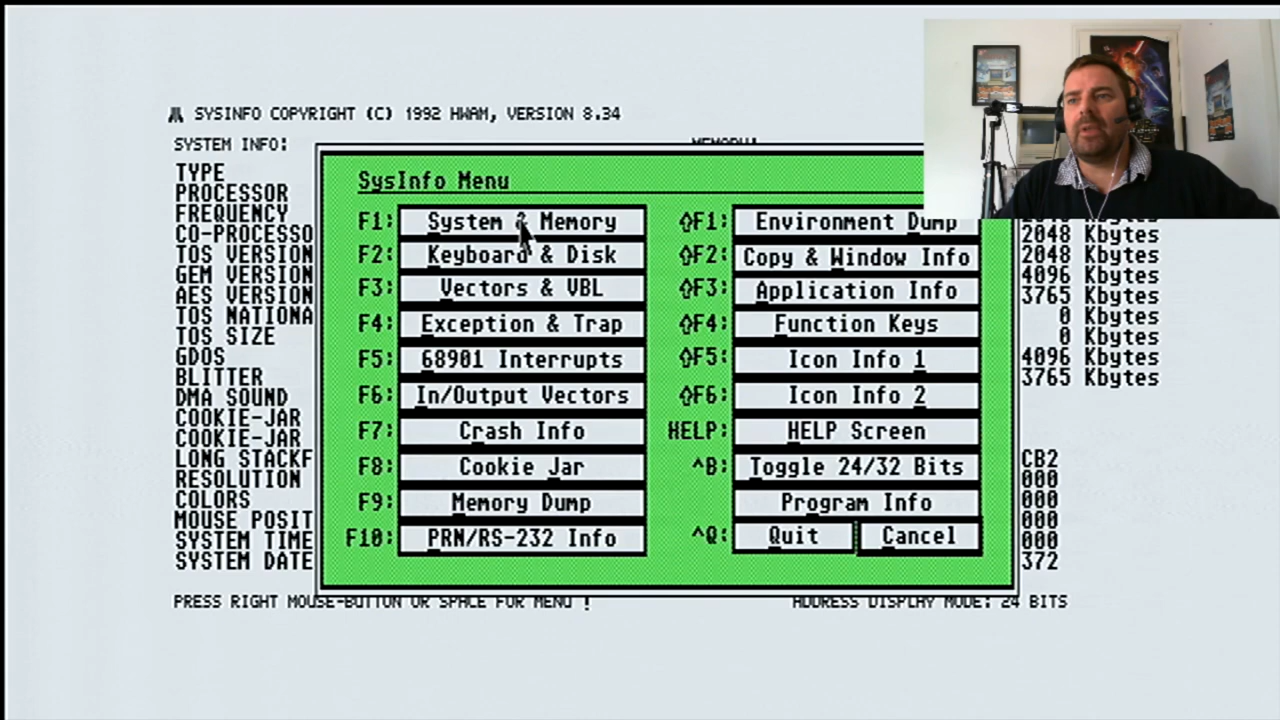 SYSINFO COPYRIGHT (C) 1992 HWAM, VERSION 8.34
SYSTEM INFO:
MEMORY:
TYPE
PROCESSOR
FREQUENCY
CO-PROCESSO
TOS VERSION
GEM VERSION
AES VERSION
TOS NATIONA
TOS SIZE
GDOS
BLITTER
DMA SOUND
COOKIE-JAR
COOKIE-JAR
LONG STACKF
RESOLUTION
COLORS
MOUSE POSIT
SYSTEM TIME
SYSTEM DATE
SysInfo Menu
F1: System & Memory
F2: Keyboard & Disk
F3: Vectors & VBL
F4: Exception & Trap
F5: 68901 Interrupts
F6: In/Output Vectors
F7: Crash Info
F8: Cookie Jar
F9: Memory Dump
F10: PRN/RS-232 Info
⇧F1: Environment Dump
⇧F2: Copy & Window Info
⇧F3: Application Info
⇧F4: Function Keys
⇧F5: Icon Info 1
⇧F6: Icon Info 2
HELP: HELP Screen
^B: Toggle 24/32 Bits
Program Info
^Q: Quit Cancel
2048 Kbytes
2048 Kbytes
4096 Kbytes
3765 Kbytes
0 Kbytes
0 Kbytes
4096 Kbytes
3765 Kbytes
CB2
000
000
000
000
372
PRESS RIGHT MOUSE-BUTTON OR SPACE FOR MENU !
ADDRESS DISPLAY MODE: 24 BITS